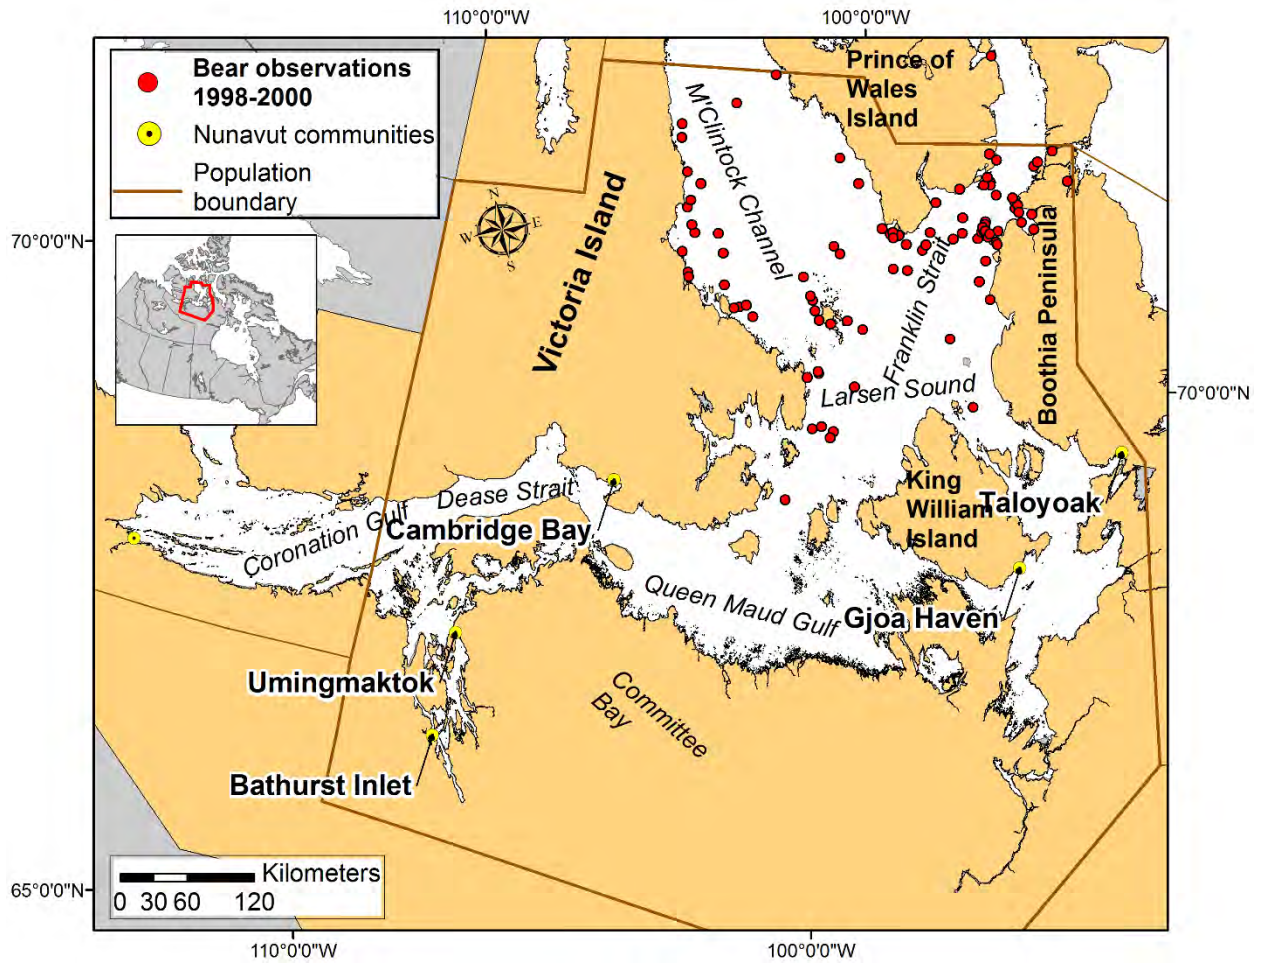 110°0'0"W
100°0'0"W
Bear observations
1998-2000
Nunavut communities
Population
boundary
Prince of
Wales
Island
M'Clintock Channel
N
W
E
S
Victoria Island
70°0'0"N
Franklin Strait
Boothia Peninsula
Larsen Sound
70°0'0"N
King
William
Island
Taloyoak
Dease Strait
Coronation Gulf
Cambridge Bay
Queen Maud Gulf
Gjoa Haven
Umingmaktok
Committee
Bay
Bathurst Inlet
Kilometers
0 30 60 120
65°0'0"N
110°0'0"W
100°0'0"W